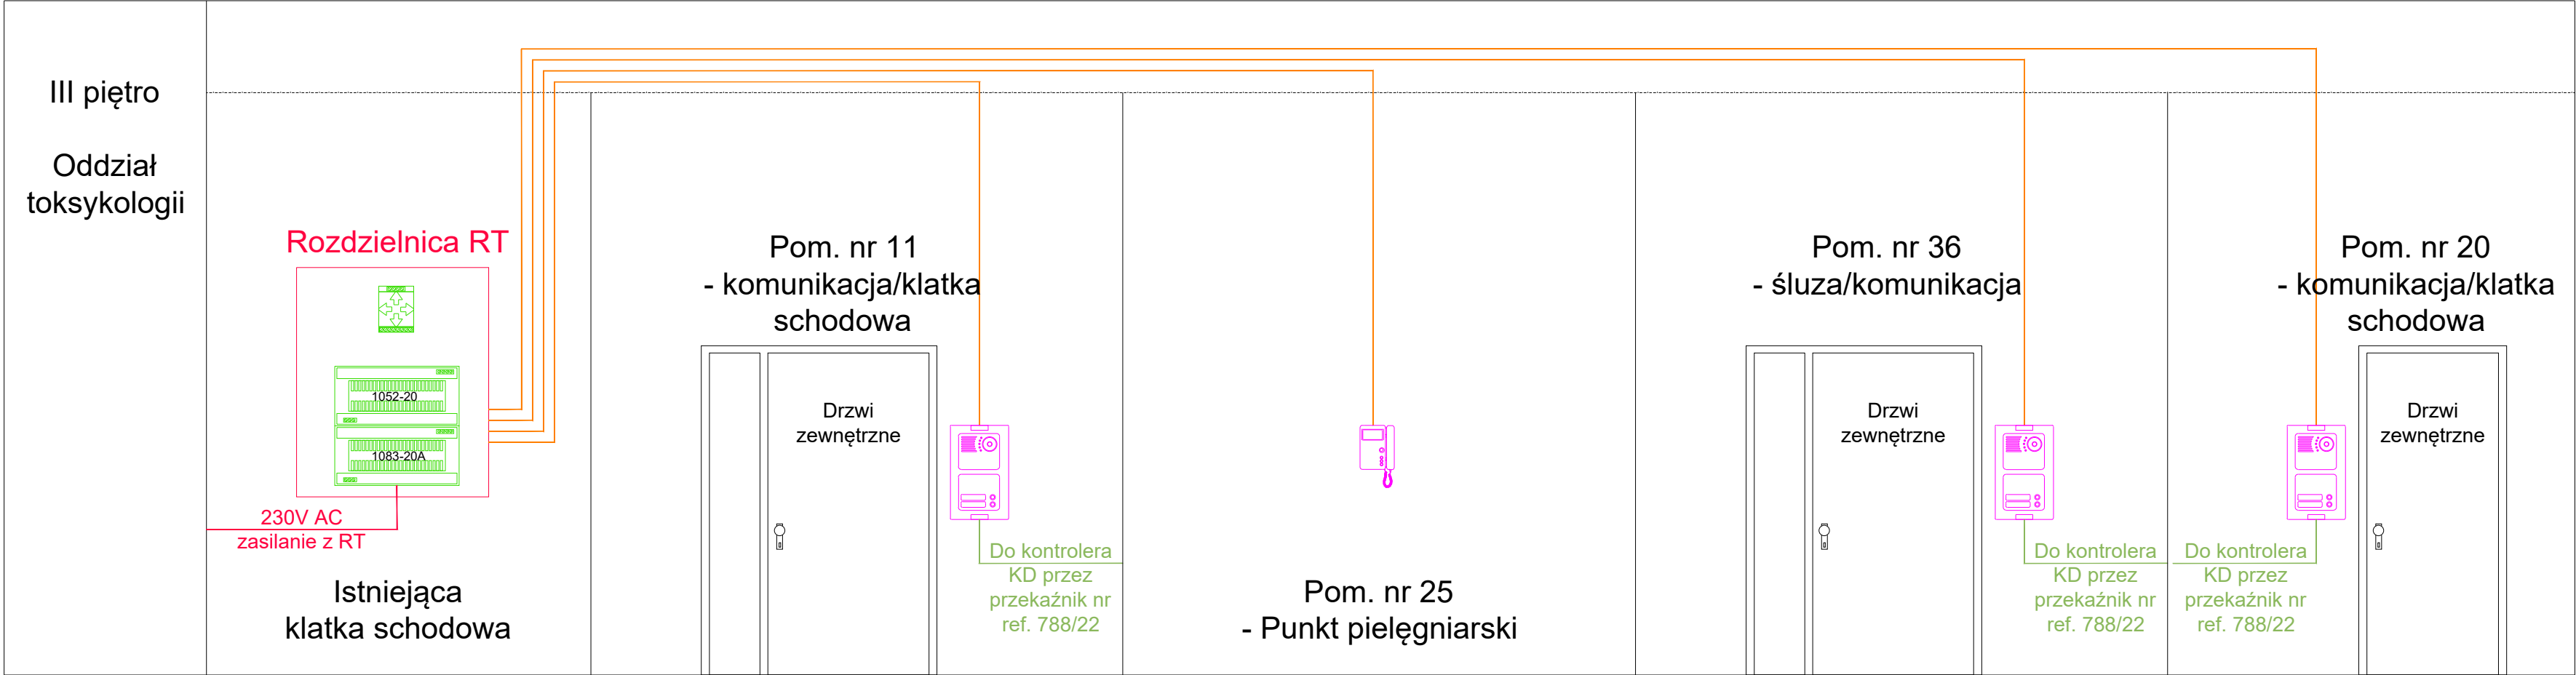 III piętro
Oddział
toksykologii
Rozdzielnica RT
1052-20
1083-20A
230V AC
zasilanie z RT
Istniejąca
klatka schodowa
Pom. nr 11
- komunikacja/klatka
schodowa
Drzwi
zewnętrzne
Do kontrolera
KD przez
przekaźnik nr
ref. 788/22
Pom. nr 25
- Punkt pielęgniarski
Pom. nr 36
- śluza/komunikacja
Drzwi
zewnętrzne
Do kontrolera
KD przez
przekaźnik nr
ref. 788/22
Pom. nr 20
- komunikacja/klatka
schodowa
Drzwi
zewnętrzne
Do kontrolera
KD przez
przekaźnik nr
ref. 788/22